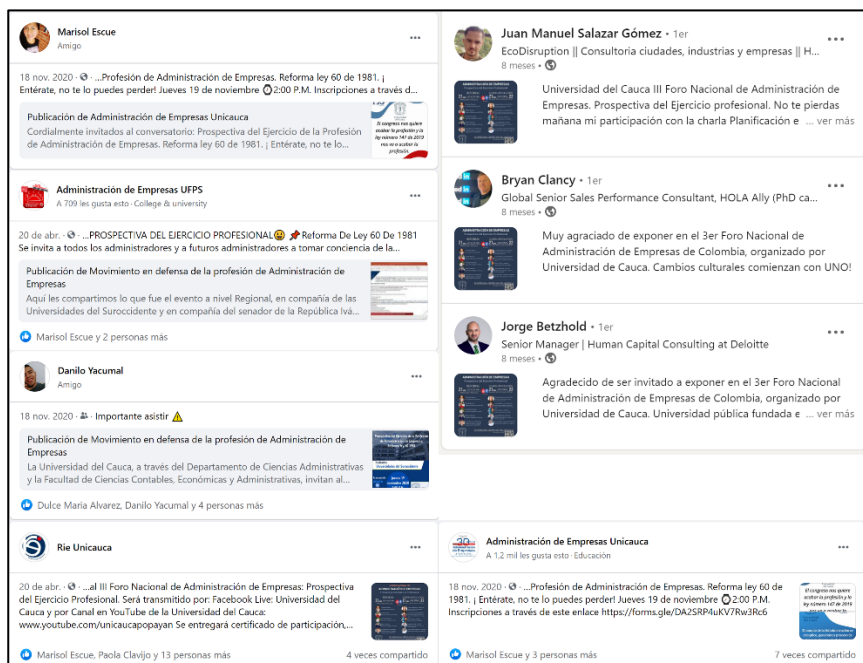 Marisol Escue
Amigo
18 nov. 2020 · ...Profesión de Administración de Empresas. Reforma ley 60 de 1981. ¡
Entérate, no te lo puedes perder! Jueves 19 de noviembre ⌚2:00 P.M. Inscripciones a través d...
Publicación de Administración de Empresas Unicauca
Cordialmente invitados al conversatorio: Prospectiva del Ejercicio de la Profesión
de Administración de Empresas. Reforma ley 60 de 1981. ¡ Entérate, no te lo...
El congreso nos quiere
acabar la profesión y la
ley número 147 de 2019
nos va a acabar la
profesión.
Administración de Empresas UFPS
A 709 les gusta esto · College & university
20 de abr. · ...PROSPECTIVA DEL EJERCICIO PROFESIONAL😀 📌Reforma De Ley 60 De 1981
Se invita a todos los administradores y a futuros administradores a tomar conciencia de la...
Publicación de Movimiento en defensa de la profesión de Administración de
Empresas
Aquí les compartimos lo que fue el evento a nivel Regional, en compañía de las
Universidades del Suroccidente y en compañía del senador de la República Ivá...
Marisol Escue y 2 personas más
Danilo Yacumal
Amigo
18 nov. 2020 · Importante asistir ⚠️
Publicación de Movimiento en defensa de la profesión de Administración de
Empresas
La Universidad del Cauca, a través del Departamento de Ciencias Administrativas
y la Facultad de Ciencias Contables, Económicas y Administrativas, invitan al...
Dulce Maria Alvarez, Danilo Yacumal y 4 personas más
Rie Unicauca
20 de abr. · ...al III Foro Nacional de Administración de Empresas: Prospectiva
del Ejercicio Profesional. Será transmitido por: Facebook Live: Universidad del
Cauca y por Canal en YouTube de la Universidad del Cauca:
www.youtube.com/unicaucapopayan Se entregará certificado de participación,...
Marisol Escue, Paola Clavijo y 13 personas más
4 veces compartido
Juan Manuel Salazar Gómez • 1er
EcoDisruption || Consultoria ciudades, industrias y empresas || H...
8 meses •
Universidad del Cauca III Foro Nacional de Administración de
Empresas. Prospectiva del Ejercicio profesional. No te pierdas
mañana mi participación con la charla Planificación e ... ver más
Bryan Clancy • 1er
Global Senior Sales Performance Consultant, HOLA Ally (PhD ca...
8 meses •
Muy agraciado de exponer en el 3er Foro Nacional de
Administración de Empresas de Colombia, organizado por
Universidad de Cauca. Cambios culturales comienzan con UNO!
Jorge Betzhold • 1er
Senior Manager | Human Capital Consulting at Deloitte
8 meses •
Agradecido de ser invitado a exponer en el 3er Foro Nacional
de Administración de Empresas de Colombia, organizado por
Universidad de Cauca. Universidad pública fundada e ... ver más
Administración de Empresas Unicauca
A 1,2 mil les gusta esto · Educación
18 nov. 2020 · ...Profesión de Administración de Empresas. Reforma ley 60 de
1981. ¡ Entérate, no te lo puedes perder! Jueves 19 de noviembre ⌚2:00 P.M.
Inscripciones a través de este enlace https://forms.gle/DA2SRP4uKV7Rw3Rc6
Marisol Escue y 3 personas más
7 veces compartido